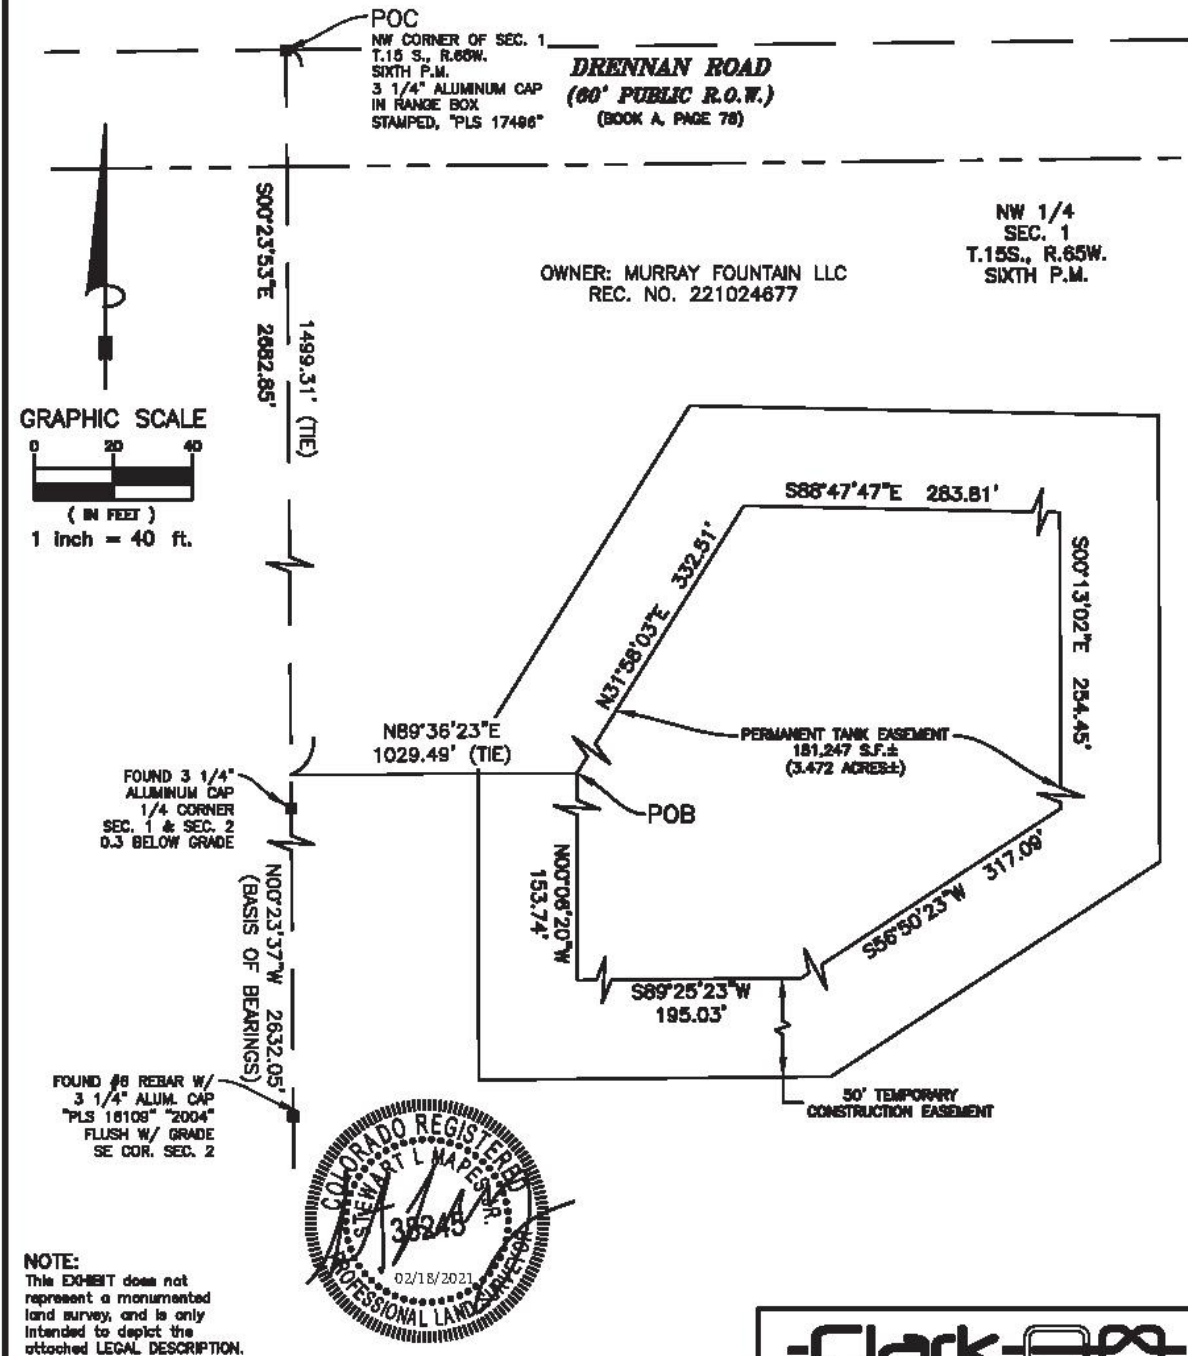 POC
NW CORNER OF SEC. 1
T.15 S., R.65W.
SIXTH P.M.
3 1/4" ALUMINUM CAP
IN RANGE BOX
STAMPED, "PLS 17496"
DRENNAN ROAD
(60' PUBLIC R.O.W.)
(BOOK A, PAGE 78)
NW 1/4
SEC. 1
T.15S., R.65W.
SIXTH P.M.
OWNER: MURRAY FOUNTAIN LLC
REC. NO. 221024677
S00°23'53"E 2682.85'
1499.31' (TIE)
GRAPHIC SCALE
0 20 40
( IN FEET )
1 inch = 40 ft.
S88°47'47"E 283.81'
N31°58'03"E 332.51'
S00°13'02"E 254.45'
N89°36'23"E
1029.49' (TIE)
PERMANENT TANK EASEMENT
151,247 S.F.±
(3.472 ACRES±)
POB
FOUND 3 1/4"
ALUMINUM CAP
1/4 CORNER
SEC. 1 & SEC. 2
0.3 BELOW GRADE
N00°06'20"W
153.74'
S56°50'23"W 317.09'
S89°25'23"W
195.03'
N00°23'37"W 2632.05'
(BASIS OF BEARINGS)
50' TEMPORARY
CONSTRUCTION EASEMENT
FOUND #6 REBAR W/
3 1/4" ALUM. CAP
"PLS 18109" "2004"
FLUSH W/ GRADE
SE COR. SEC. 2
COLORADO REGISTERED
STEWART L MAPES, JR.
38245
02/18/2021
PROFESSIONAL LAND SURVEYOR
NOTE:
This EXHIBIT does not
represent a monumented
land survey, and is only
intended to depict the
attached LEGAL DESCRIPTION.
Clark